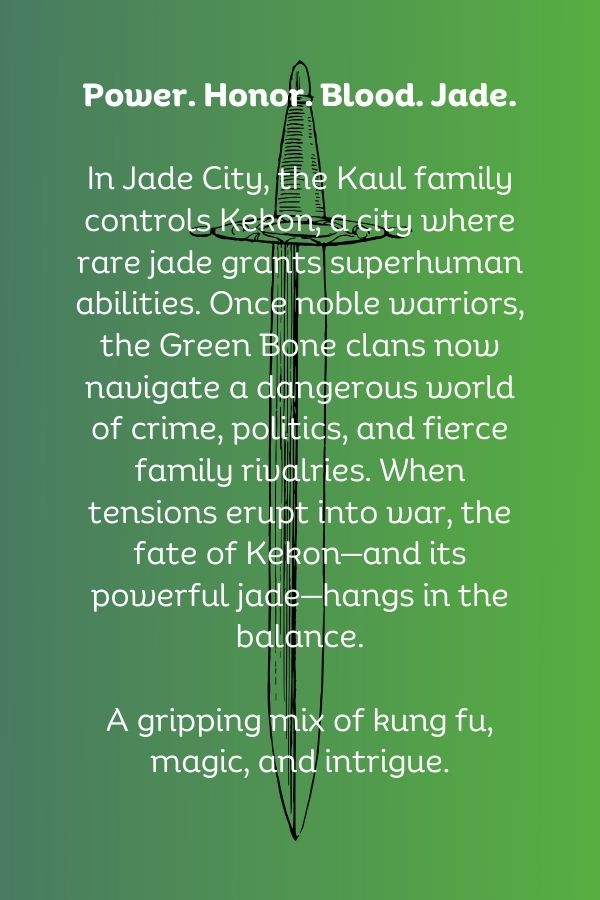 Power. Honor. Blood. Jade.
In Jade City, the Kaul family
controls Kekon, a city where
rare jade grants superhuman
abilities. Once noble warriors,
the Green Bone clans now
navigate a dangerous world
of crime, politics, and fierce
family rivalries. When
tensions erupt into war, the
fate of Kekon—and its
powerful jade—hangs in the
balance.
A gripping mix of kung fu,
magic, and intrigue.